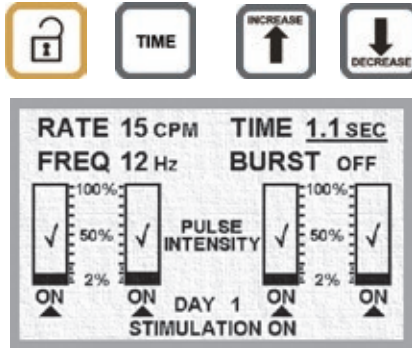 TIME
INCREASE
DECREASE
RATE 15 CPM TIME 1.1 SEC
FREQ 12 Hz BURST OFF
100% 100%
50% PULSE INTENSITY 50%
2% 2%
ON ON ON ON
DAY 1
STIMULATION ON